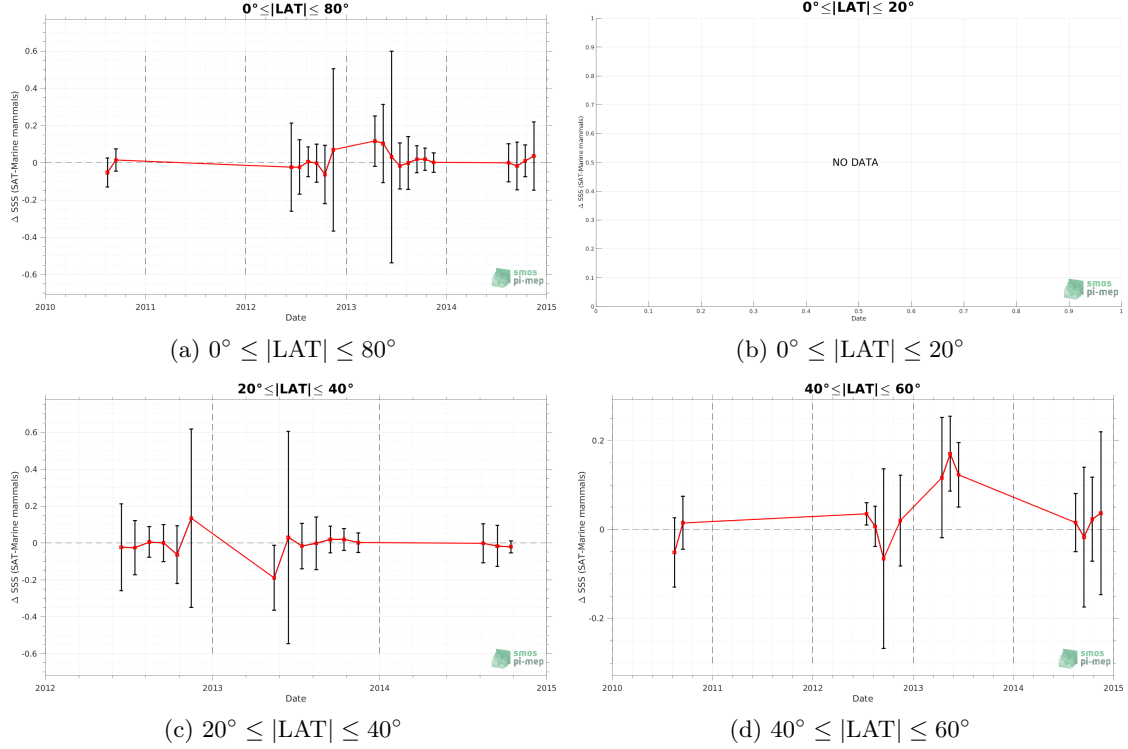 0°≤|LAT|≤ 80°
Δ SSS (SAT-Marine mammals)
0.6
0.4
0.2
0
-0.2
-0.4
-0.6
2010 2011 2012 2013 2014 2015
Date
smos
pi-mep
(a) 0° ≤ |LAT| ≤ 80°
0°≤|LAT|≤ 20°
Δ SSS (SAT-Marine mammals)
1
0.9
0.8
0.7
0.6
0.5
0.4
0.3
0.2
0.1
0
NO DATA
0 0.1 0.2 0.3 0.4 0.5 0.6 0.7 0.8 0.9 1
Date
smos
pi-mep
(b) 0° ≤ |LAT| ≤ 20°
20°≤|LAT|≤ 40°
Δ SSS (SAT-Marine mammals)
0.6
0.4
0.2
0
-0.2
-0.4
-0.6
2012 2013 2014 2015
Date
smos
pi-mep
(c) 20° ≤ |LAT| ≤ 40°
40°≤|LAT|≤ 60°
Δ SSS (SAT-Marine mammals)
0.2
0
-0.2
2010 2011 2012 2013 2014 2015
Date
smos
pi-mep
(d) 40° ≤ |LAT| ≤ 60°